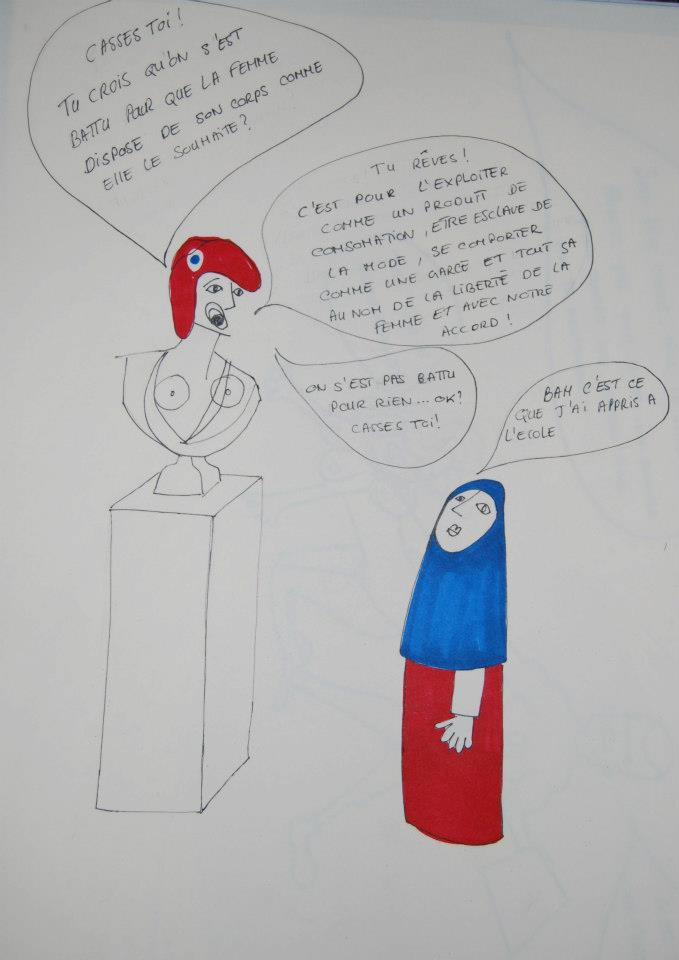 CASSES TOI !
TU CROIS QU'ON S'EST
BATTU POUR QUE LA FEMME
DISPOSE DE SON CORPS COMME
ELLE LE SOUHAITE ?
TU RÊVES !
C'EST POUR L'EXPLOITER
COMME UN PRODUIT DE
COMSOMATION, ETRE ESCLAVE DE
LA MODE, SE COMPORTER
COMME UNE GARCE ET TOUT SA
AU NOM DE LA LIBERTÉ DE LA
FEMME ET AVEC NOTRE
ACCORD !
ON S'EST PAS BATTU
POUR RIEN... OK?
CASSES TOI !
BAH C'EST CE
QUE J'AI APPRIS A
L'ECOLE